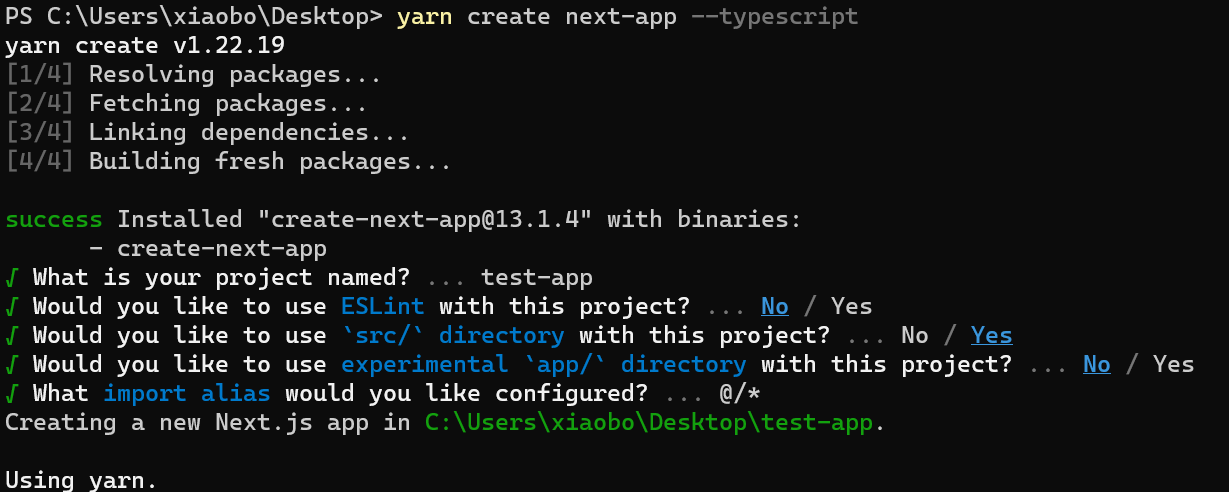 PS C:\Users\xiaobo\Desktop> yarn create next-app --typescript
yarn create v1.22.19
[1/4] Resolving packages...
[2/4] Fetching packages...
[3/4] Linking dependencies...
[4/4] Building fresh packages...
success Installed "create-next-app@13.1.4" with binaries:
      - create-next-app
√ What is your project named? ... test-app
√ Would you like to use ESLint with this project? ... No / Yes
√ Would you like to use `src/` directory with this project? ... No / Yes
√ Would you like to use experimental `app/` directory with this project? ... No / Yes
√ What import alias would you like configured? ... @/*
Creating a new Next.js app in C:\Users\xiaobo\Desktop\test-app.
Using yarn.